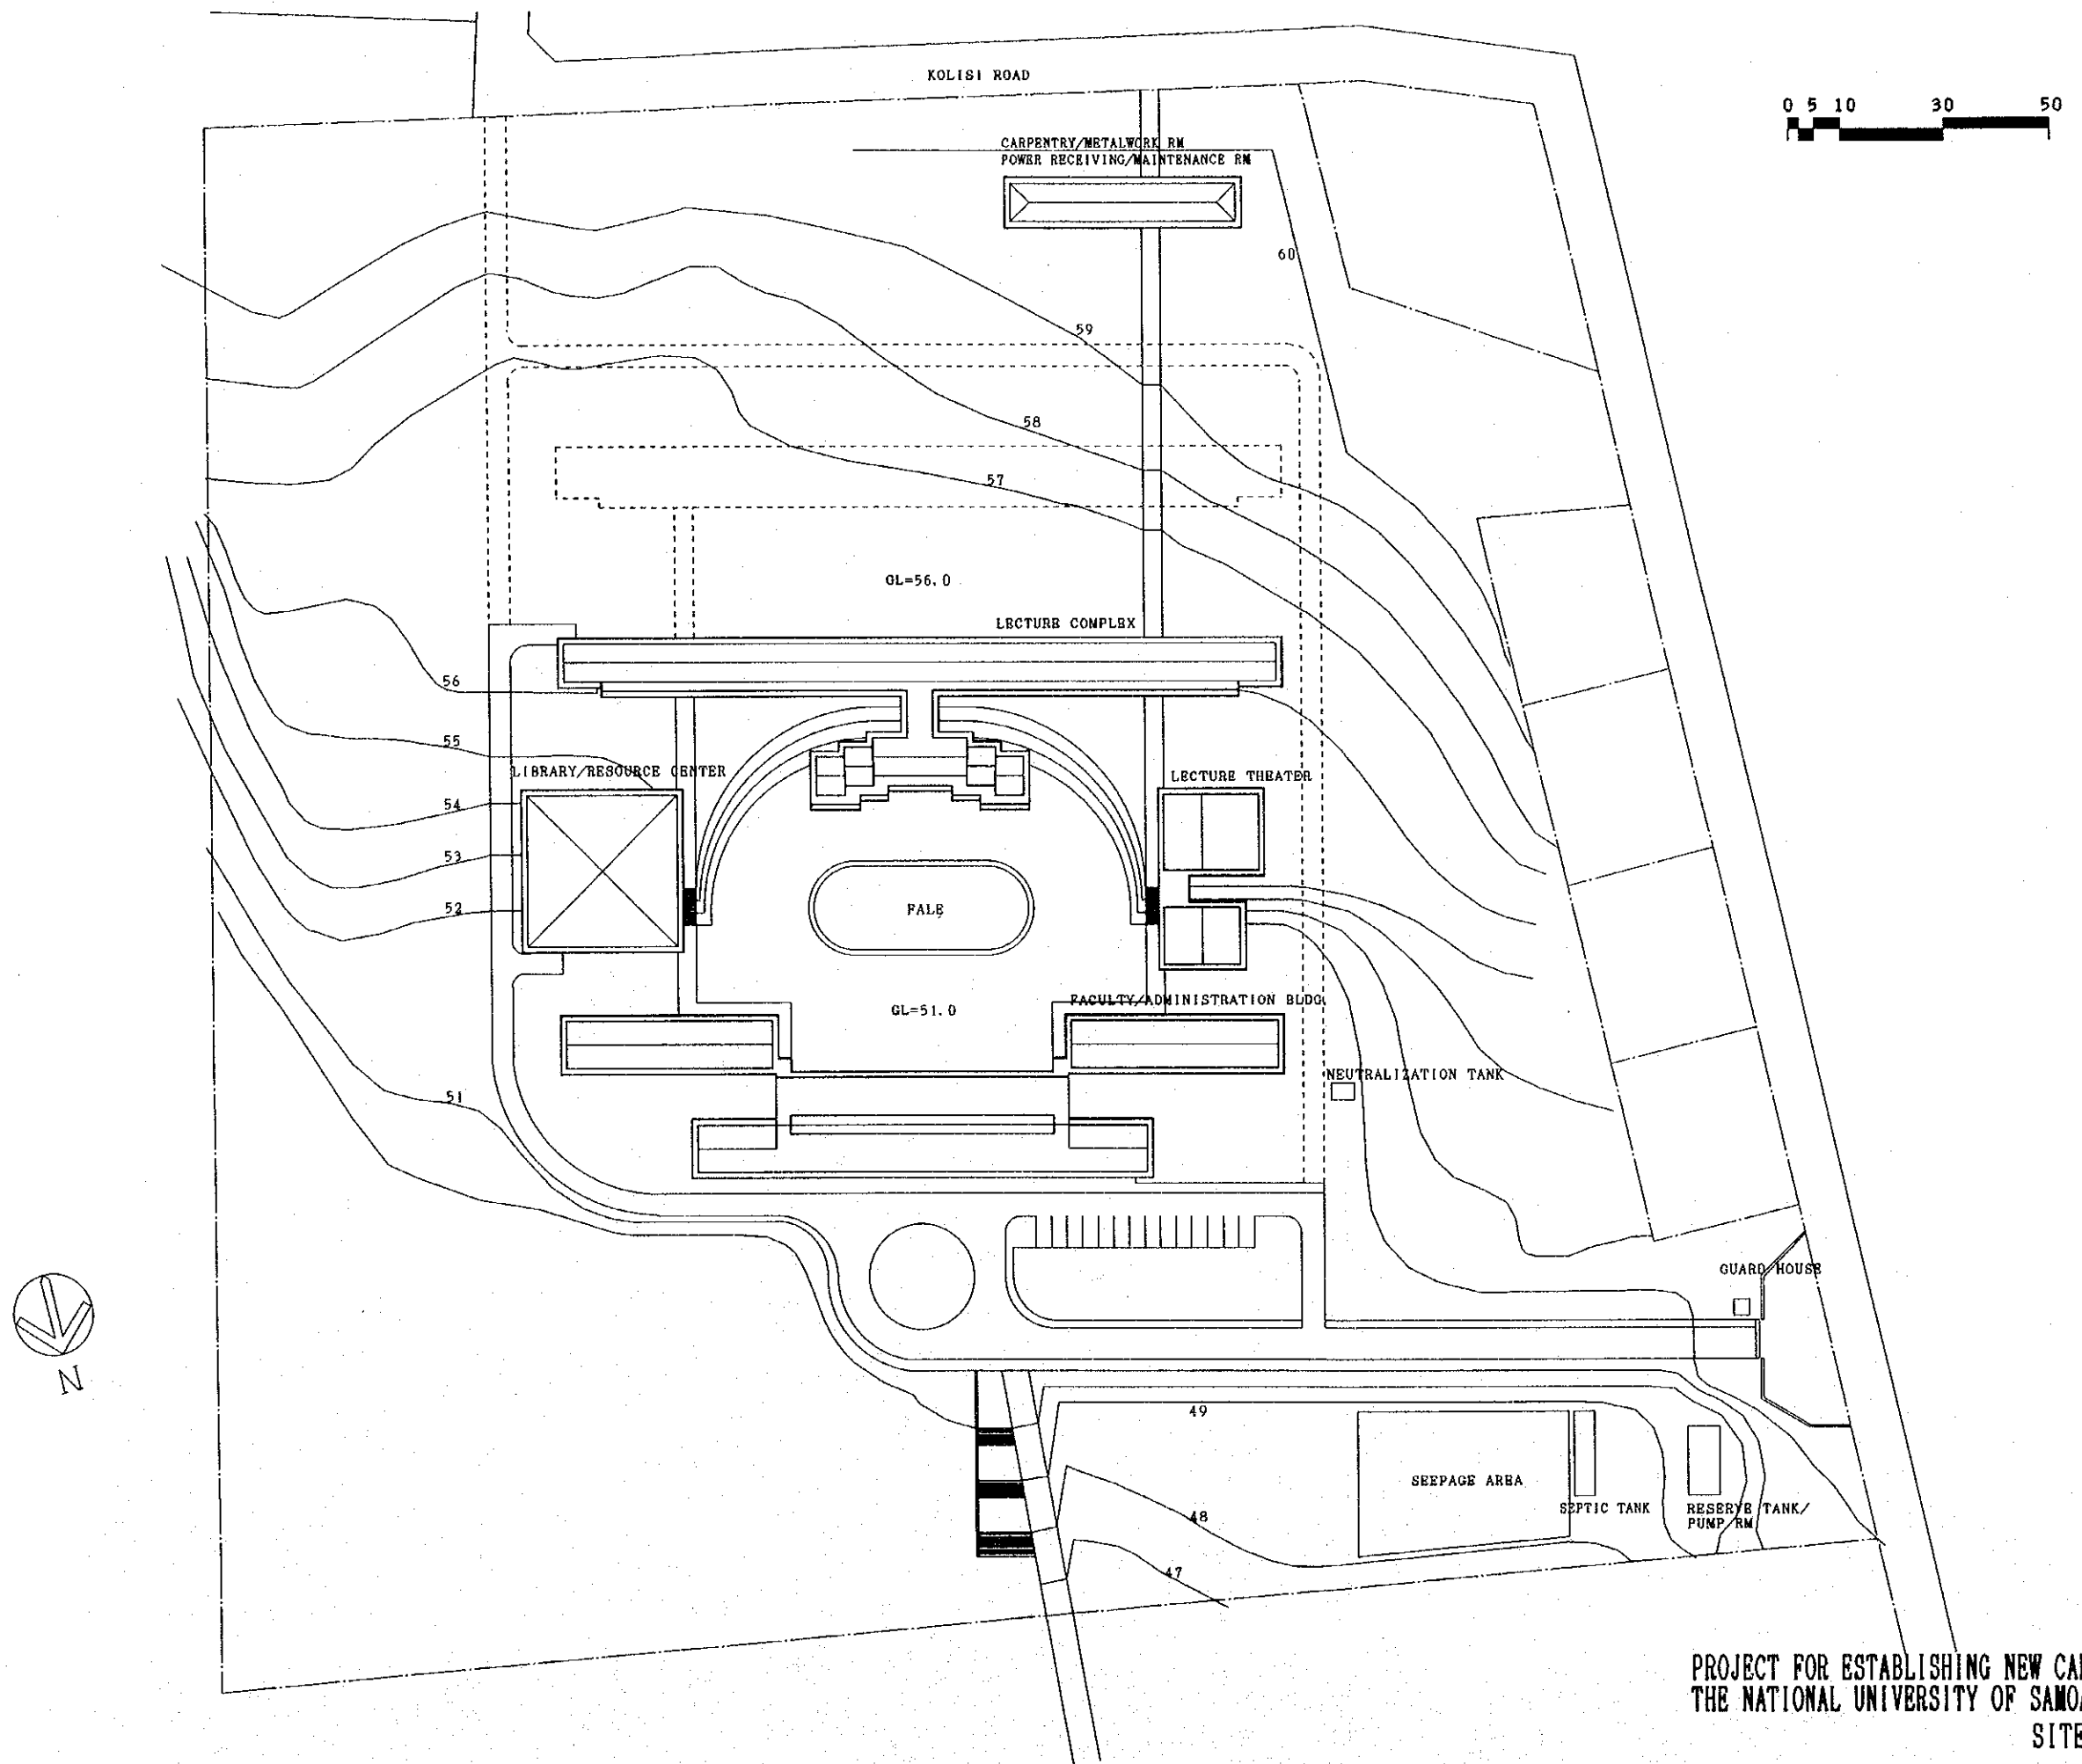 KOLISI ROAD
0 5 10 30 50
CARPENTRY/METALWORK RM
POWER RECEIVING/MAINTENANCE RM
60
59
58
57
GL=56.0
LECTURE COMPLEX
56
55
LIBRARY/RESOURCE CENTER
LECTURE THEATER
54
53
52
FALE
FACULTY/ADMINISTRATION BLDG.
GL=51.0
NEUTRALIZATION TANK
51
GUARD HOUSE
N
49
SEEPAGE AREA
SEPTIC TANK
RESERVE TANK/
PUMP RM
48
47
PROJECT FOR ESTABLISHING NEW
THE NATIONAL UNIVERSITY OF SAMOA
SITE